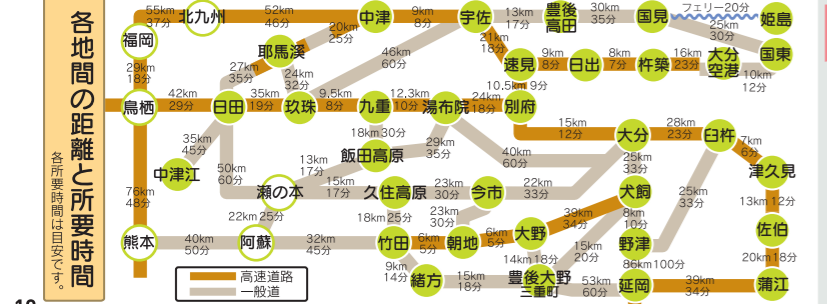 各地間の距離と所要時間
各所要時間は目安です。
55km
37分
北九州
52km
46分
中津
9km
8分
宇佐
13km
17分
豊後
高田
30km
35分
国見
フェリー20分
姫島
福岡
20km
25分
耶馬溪
46km
60分
21km
18分
25km
30分
国東
29km
18分
27km
35分
24km
32分
速見
9km
8分
日出
8km
7分
杵築
16km
23分
大分
空港
10km
12分
鳥栖
42km
29分
日田
35km
19分
玖珠
9.5km
8分
九重
12.3km
10分
湯布院
24km
18分
10.5km 9分
別府
15km
12分
大分
28km
23分
臼杵
7km
6分
津久見
35km
45分
中津江
50km
60分
18km 30分
飯田高原
29km
35分
40km
60分
25km
33分
13km
17分
瀬の本
15km
17分
久住高原
23km
30分
今市
22km
33分
犬飼
13km 12分
佐伯
76km
48分
22km 25分
18km 25分
23km
30分
39km
34分
8km
10分
25km
33分
熊本
40km
50分
阿蘇
32km
45分
竹田
6km
5分
朝地
6km
5分
大野
15km
20分
野津
20km 18分
9km
14分
緒方
15km
18分
14km 18分
豊後大野
三重町
86km 100分
53km
60分
延岡
39km
34分
蒲江
高速道路
一般道